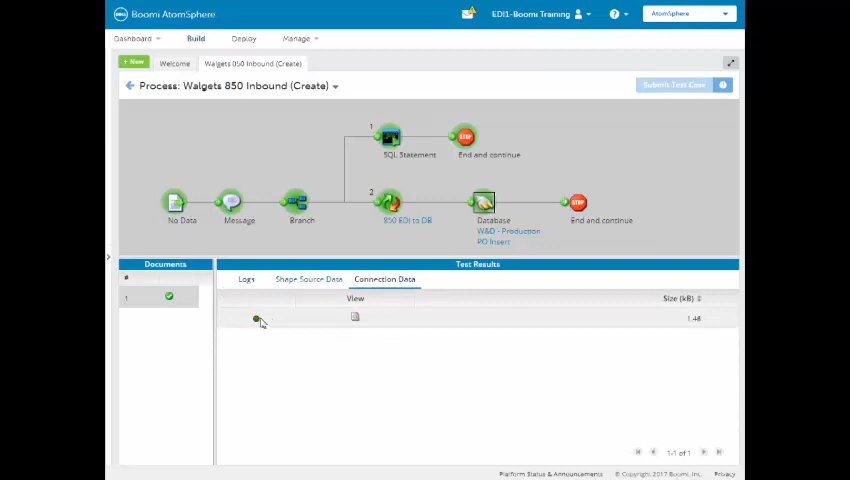 DELL Boomi AtomSphere
EDI1-Boomi Training
AtomSphere
Dashboard Build Deploy Manage
+ New Welcome Walgets 850 Inbound (Create)
Process: Walgets 850 Inbound (Create)
Submit Test Case
1
SQL Statement
End and continue
2
No Data
Message
Branch
850 EDI to DB
Database
W&D - Production
PO Insert
End and continue
Documents
Test Results
#
Logs Shape Source Data Connection Data
View Size (kB)
1
1.46
1-1 of 1
Platform Status & Announcements © Copyright 2017 Boomi, Inc. Privacy